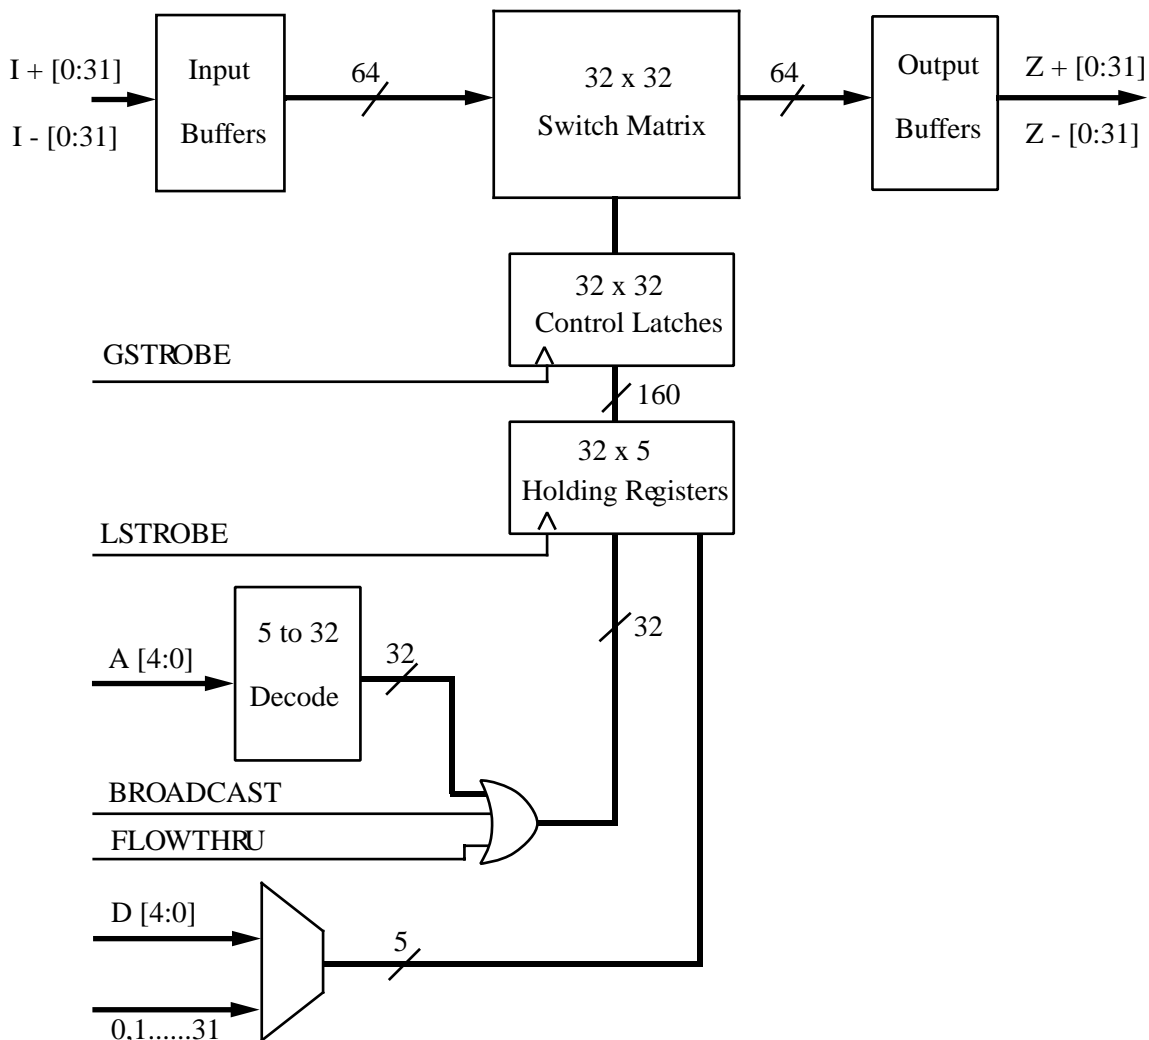 I + [0:31]
I - [0:31]
Input
Buffers
64
32 x 32
Switch Matrix
64
Output
Buffers
Z + [0:31]
Z - [0:31]
32 x 32
Control Latches
GSTROBE
160
32 x 5
Holding Registers
LSTROBE
5 to 32
Decode
A [4:0]
32
32
BROADCAST
FLOWTHRU
D [4:0]
5
0,1......31